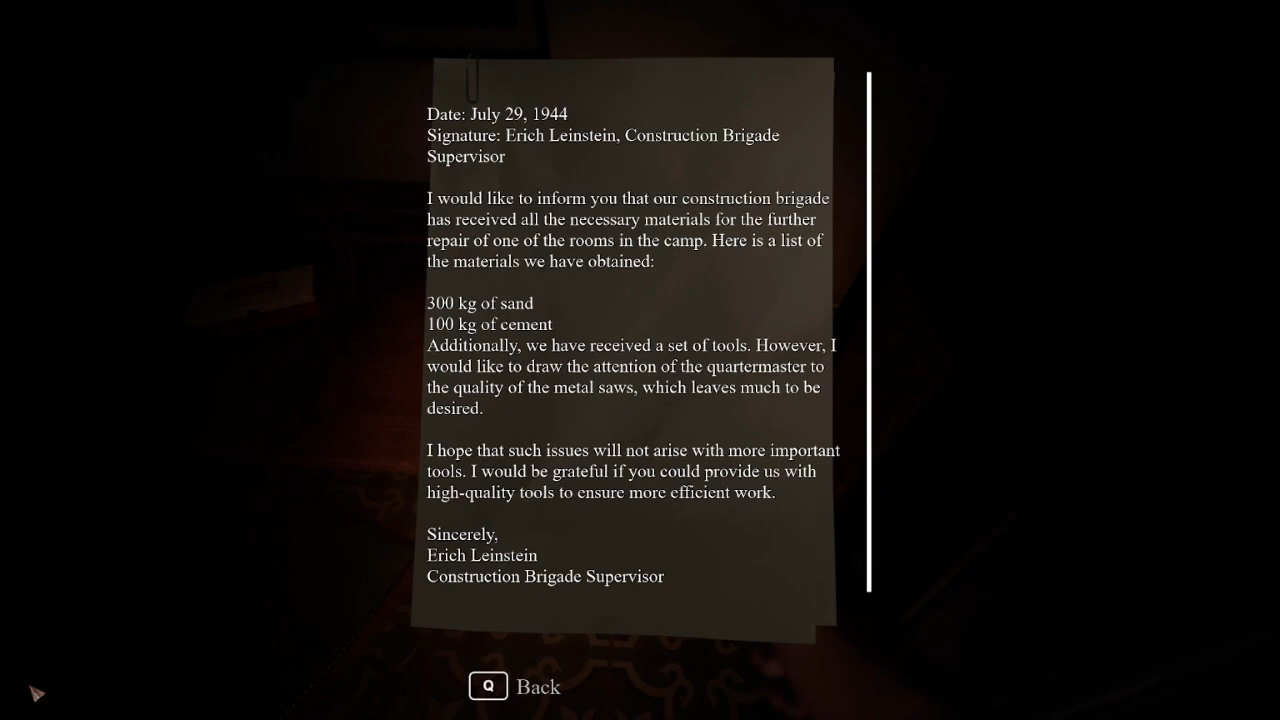 Date: July 29, 1944
Signature: Erich Leinstein, Construction Brigade
Supervisor
I would like to inform you that our construction brigade
has received all the necessary materials for the further
repair of one of the rooms in the camp. Here is a list of
the materials we have obtained:
300 kg of sand
100 kg of cement
Additionally, we have received a set of tools. However, I
would like to draw the attention of the quartermaster to
the quality of the metal saws, which leaves much to be
desired.
I hope that such issues will not arise with more important
tools. I would be grateful if you could provide us with
high-quality tools to ensure more efficient work.
Sincerely,
Erich Leinstein
Construction Brigade Supervisor
Q Back